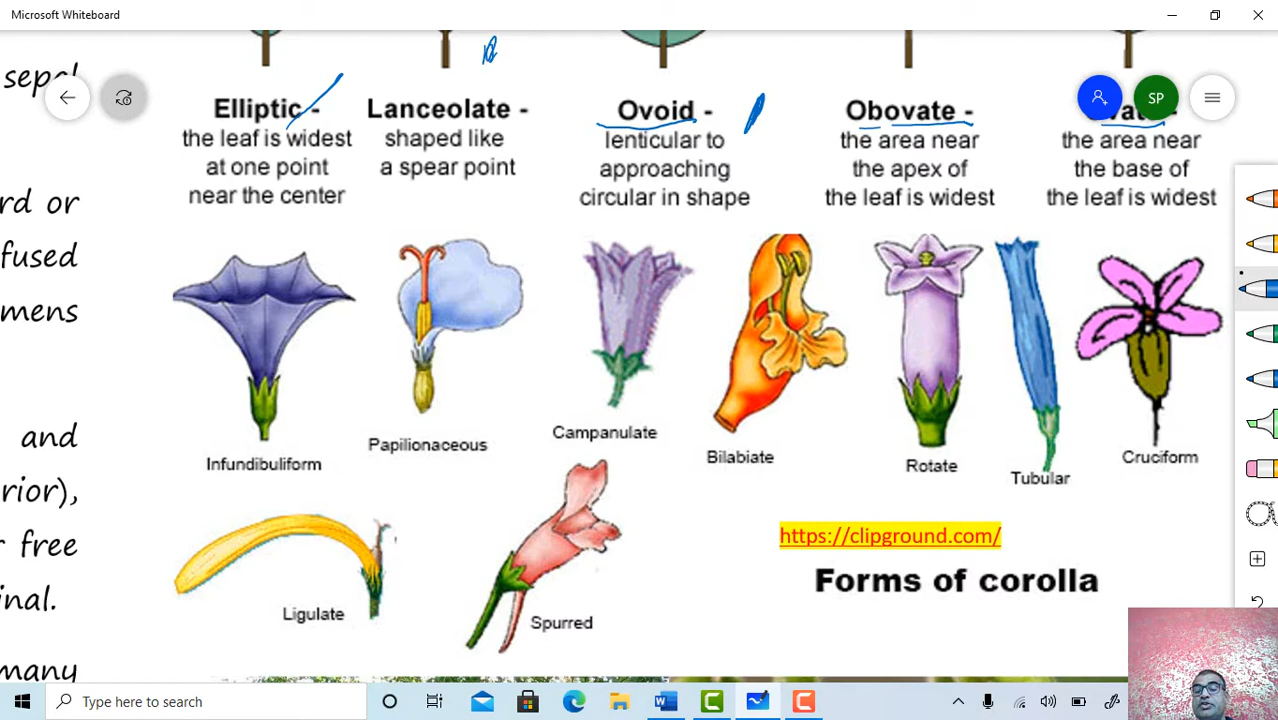 Microsoft Whiteboard
sepal
SP
Elliptic -
the leaf is widest
at one point
near the center
Lanceolate -
shaped like
a spear point
Ovoid -
lenticular to
approaching
circular in shape
Obovate -
the area near
the apex of
the leaf is widest
the area near
the base of
the leaf is widest
rd or
fused
mens
and
rior),
free
nal.
many
Infundibuliform
Papilionaceous
Campanulate
Bilabiate
Rotate
Tubular
Cruciform
Ligulate
Spurred
https://clipground.com/
Forms of corolla
Type here to search